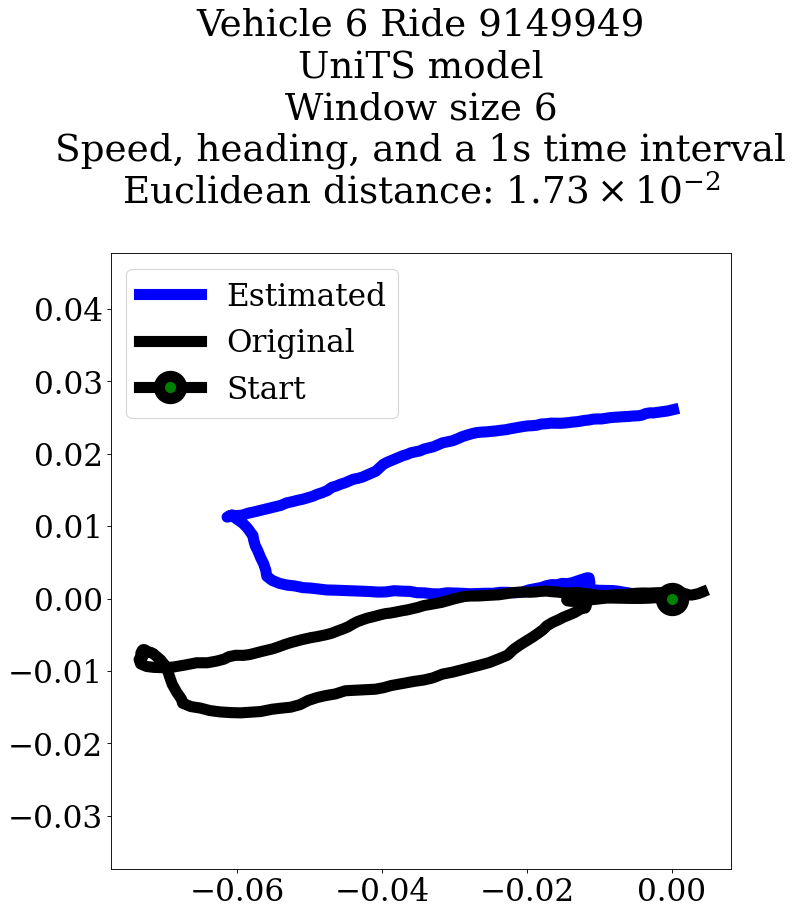 Vehicle 6 Ride 9149949
UniTS model
Window size 6
Speed, heading, and a 1s time interval
Euclidean distance: 1.73 × 10⁻²
Estimated
Original
Start
0.04
0.03
0.02
0.01
0.00
−0.01
−0.02
−0.03
−0.06 −0.04 −0.02 0.00